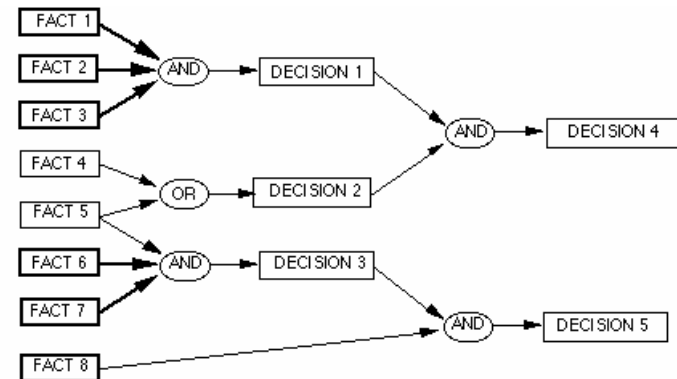 FACT 1
FACT 2
AND
DECISION 1
FACT 3
AND
DECISION 4
FACT 4
OR
DECISION 2
FACT 5
FACT 6
AND
DECISION 3
FACT 7
AND
DECISION 5
FACT 8